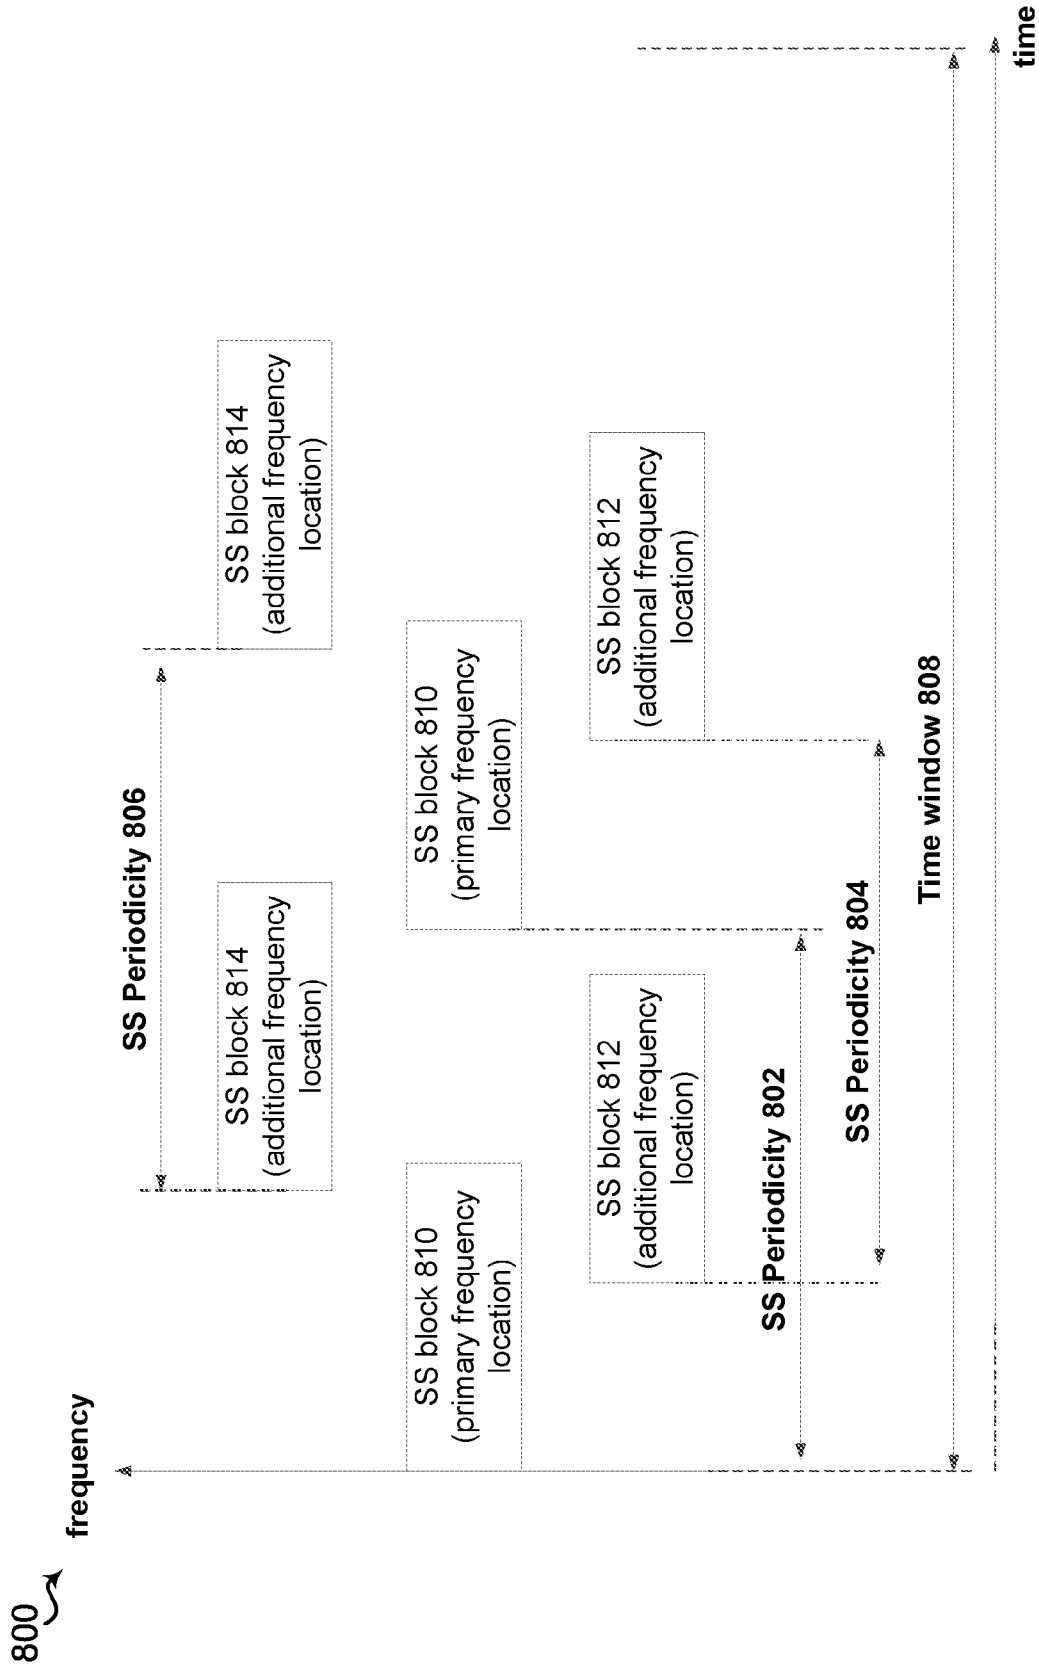 800
frequency
SS Periodicity 806
SS block 814
(additional frequency
location)
SS block 814
(additional frequency
location)
SS block 810
(primary frequency
location)
SS block 810
(primary frequency
location)
SS block 812
(additional frequency
location)
SS block 812
(additional frequency
location)
SS Periodicity 802
SS Periodicity 804
Time window 808
time